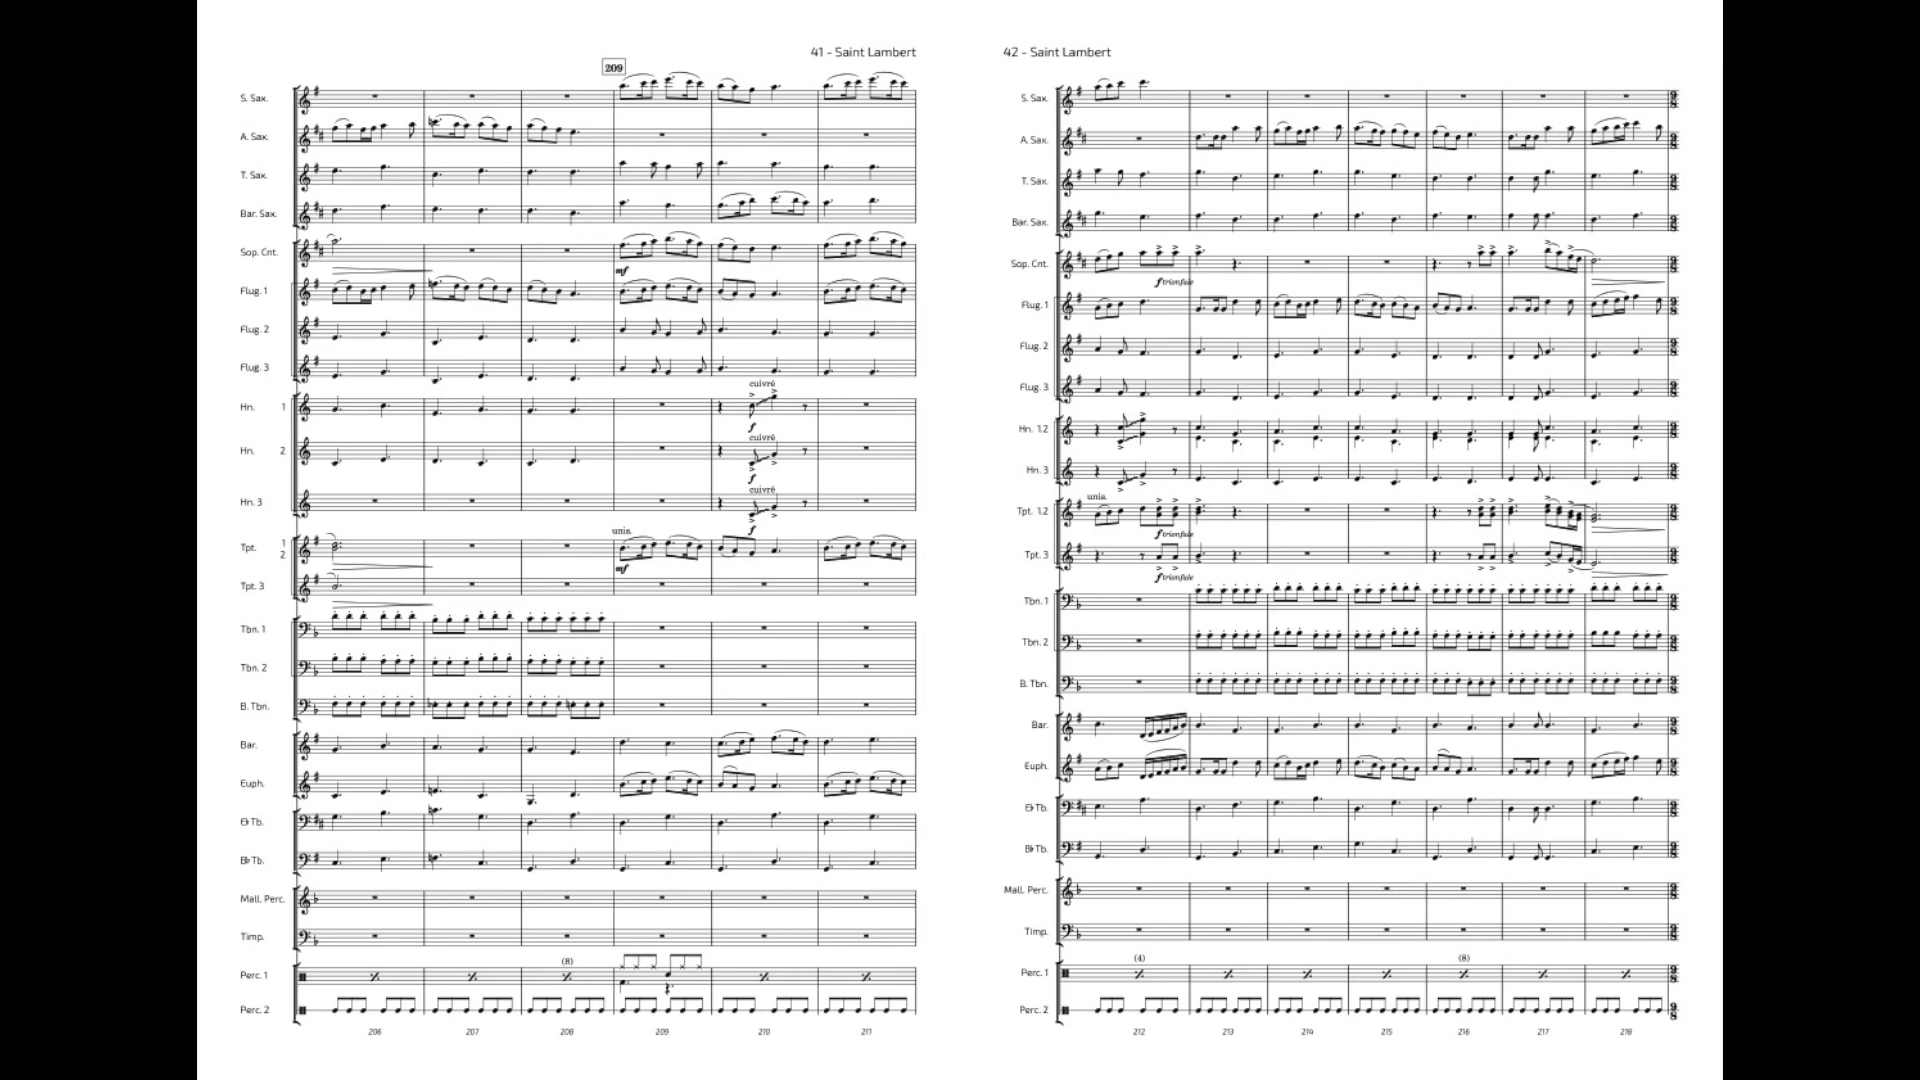 41 - Saint Lambert
209
S. Sax.
A. Sax.
T. Sax.
Bar. Sax.
Sop. Cnt.
mf
Flug. 1
Flug. 2
Flug. 3
cuivré
Hn. 1
f
cuivré
Hn. 2
f
cuivré
Hn. 3
f
unis.
Tpt. 1
2
mf
Tpt. 3
Tbn. 1
Tbn. 2
B. Tbn.
Bar.
Euph.
E♭ Tb.
B♭ Tb.
Mall. Perc.
Timp.
(8)
Perc. 1
Perc. 2
206 207 208 209 210 211
42 - Saint Lambert
S. Sax.
A. Sax.
T. Sax.
Bar. Sax.
Sop. Cnt.
f trionfale
Flug. 1
Flug. 2
Flug. 3
Hn. 1.2
Hn. 3
unis.
Tpt. 1.2
f trionfale
Tpt. 3
f trionfale
Tbn. 1
Tbn. 2
B. Tbn.
Bar.
Euph.
E♭ Tb.
B♭ Tb.
Mall. Perc.
Timp.
(4) (8)
Perc. 1
Perc. 2
212 213 214 215 216 217 218